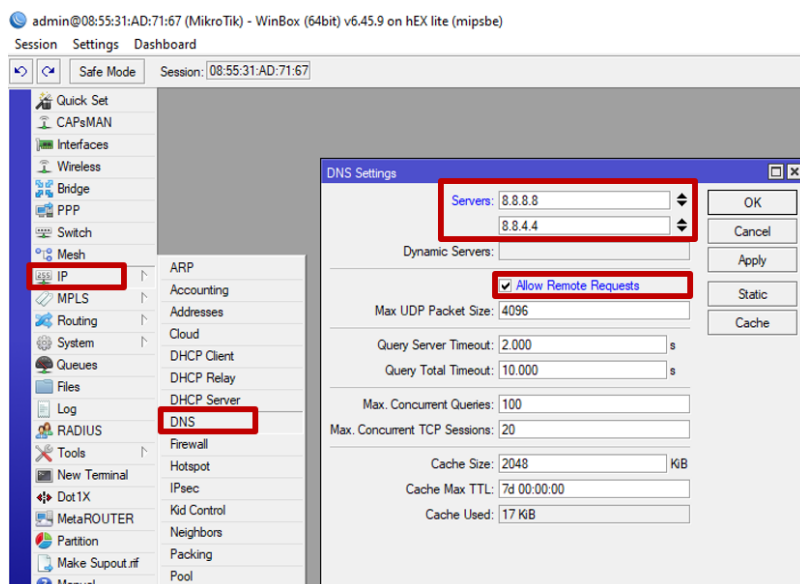 admin@08:55:31:AD:71:67 (MikroTik) - WinBox (64bit) v6.45.9 on hEX lite (mipsbe)
Session Settings Dashboard
Safe Mode Session: 08:55:31:AD:71:67
Quick Set
CAPsMAN
Interfaces
Wireless
Bridge
PPP
Switch
Mesh
IP
MPLS
Routing
System
Queues
Files
Log
RADIUS
Tools
New Terminal
Dot1X
MetaROUTER
Partition
Make Supout.rif
Manual
ARP
Accounting
Addresses
Cloud
DHCP Client
DHCP Relay
DHCP Server
DNS
Firewall
Hotspot
IPsec
Kid Control
Neighbors
Packing
Pool
DNS Settings
Servers: 8.8.8.8
8.8.4.4
Dynamic Servers:
Allow Remote Requests
Max UDP Packet Size: 4096
Query Server Timeout: 2.000 s
Query Total Timeout: 10.000 s
Max. Concurrent Queries: 100
Max. Concurrent TCP Sessions: 20
Cache Size: 2048 KiB
Cache Max TTL: 7d 00:00:00
Cache Used: 17 KiB
OK
Cancel
Apply
Static
Cache